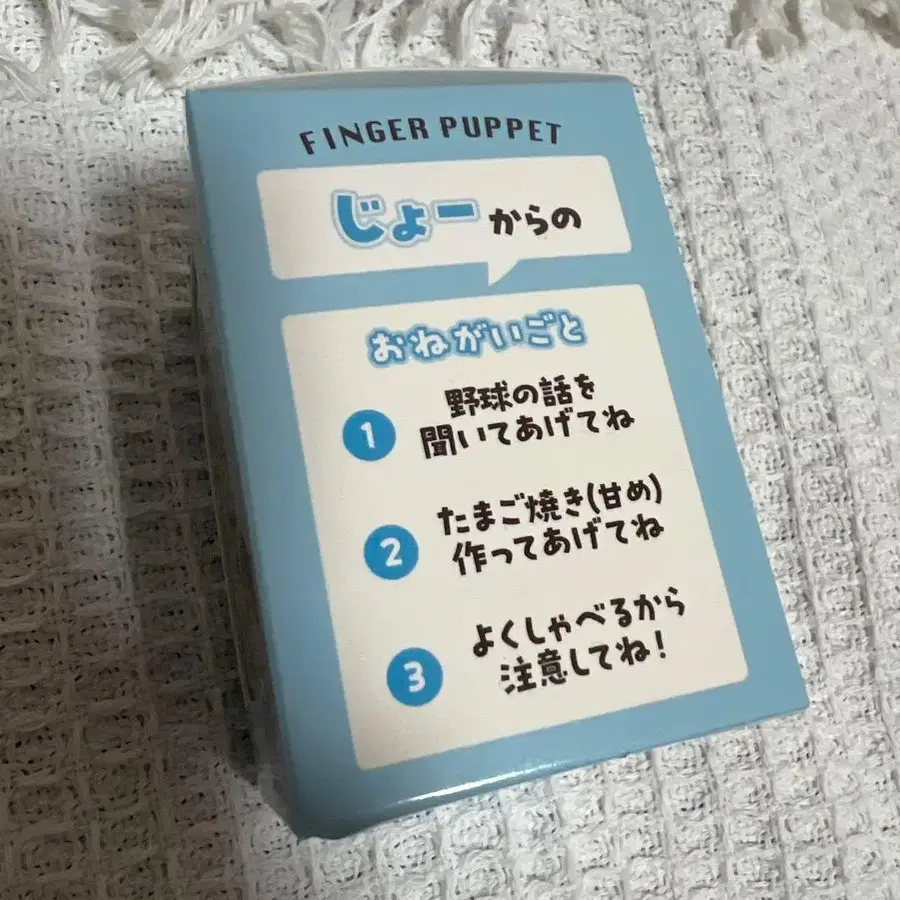 FINGER PUPPET
じょーからの
おねがいごと
1 野球の話を
聞いてあげてね
2 たまご焼き(甘め)
作ってあげてね
3 よくしゃべるから
注意してね!